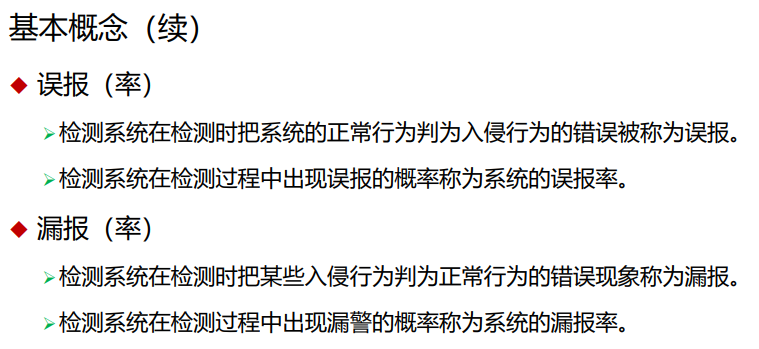 基本概念（续）
误报（率）
检测系统在检测时把系统的正常行为判为入侵行为的错误被称为误报。
检测系统在检测过程中出现误报的概率称为系统的误报率。
漏报（率）
检测系统在检测时把某些入侵行为判为正常行为的错误现象称为漏报。
检测系统在检测过程中出现漏警的概率称为系统的漏报率。